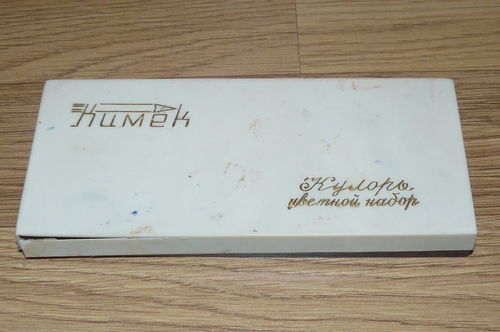 Кимек
Кулоръ,
цветной набор